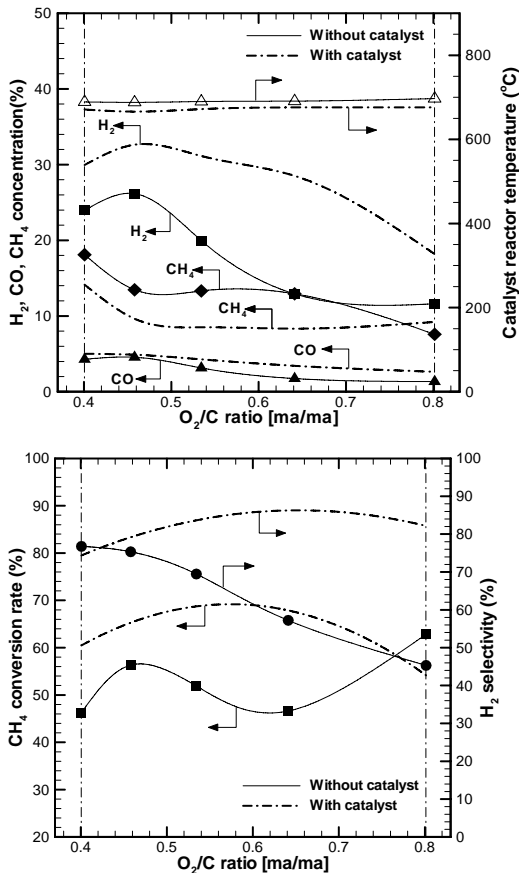 H2, CO, CH4 concentration(%)
50
40
30
20
10
0
Without catalyst
With catalyst
H2
H2
CH4
CH4
CO
CO
0.4 0.5 0.6 0.7 0.8
O2/C ratio [ma/ma]
800
600
400
200
0
Catalyst reactor temperature (°C)
CH4 conversion rate (%)
100
90
80
70
60
50
40
30
20
Without catalyst
With catalyst
0.4 0.5 0.6 0.7 0.8
O2/C ratio [ma/ma]
100
90
80
70
60
50
40
30
20
10
0
H2 selectivity (%)